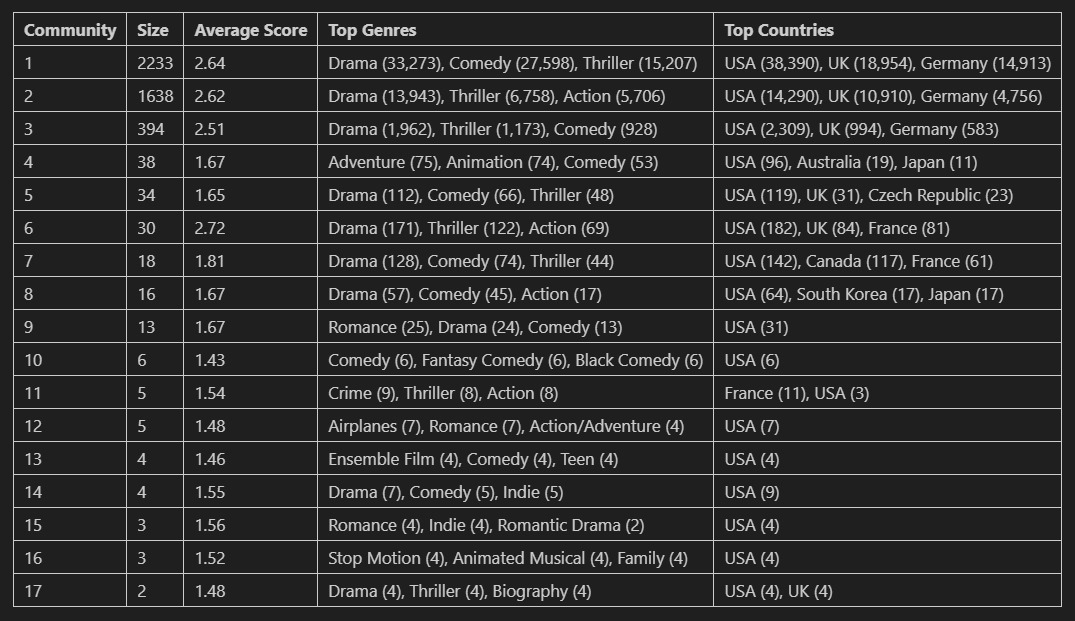 Community Size Average Score Top Genres Top Countries
1 2233 2.64 Drama (33,273), Comedy (27,598), Thriller (15,207) USA (38,390), UK (18,954), Germany (14,913)
2 1638 2.62 Drama (13,943), Thriller (6,758), Action (5,706) USA (14,290), UK (10,910), Germany (4,756)
3 394 2.51 Drama (1,962), Thriller (1,173), Comedy (928) USA (2,309), UK (994), Germany (583)
4 38 1.67 Adventure (75), Animation (74), Comedy (53) USA (96), Australia (19), Japan (11)
5 34 1.65 Drama (112), Comedy (66), Thriller (48) USA (119), UK (31), Czech Republic (23)
6 30 2.72 Drama (171), Thriller (122), Action (69) USA (182), UK (84), France (81)
7 18 1.81 Drama (128), Comedy (74), Thriller (44) USA (142), Canada (117), France (61)
8 16 1.67 Drama (57), Comedy (45), Action (17) USA (64), South Korea (17), Japan (17)
9 13 1.67 Romance (25), Drama (24), Comedy (13) USA (31)
10 6 1.43 Comedy (6), Fantasy Comedy (6), Black Comedy (6) USA (6)
11 5 1.54 Crime (9), Thriller (8), Action (8) France (11), USA (3)
12 5 1.48 Airplanes (7), Romance (7), Action/Adventure (4) USA (7)
13 4 1.46 Ensemble Film (4), Comedy (4), Teen (4) USA (4)
14 4 1.55 Drama (7), Comedy (5), Indie (5) USA (9)
15 3 1.56 Romance (4), Indie (4), Romantic Drama (2) USA (4)
16 3 1.52 Stop Motion (4), Animated Musical (4), Family (4) USA (4)
17 2 1.48 Drama (4), Thriller (4), Biography (4) USA (4), UK (4)